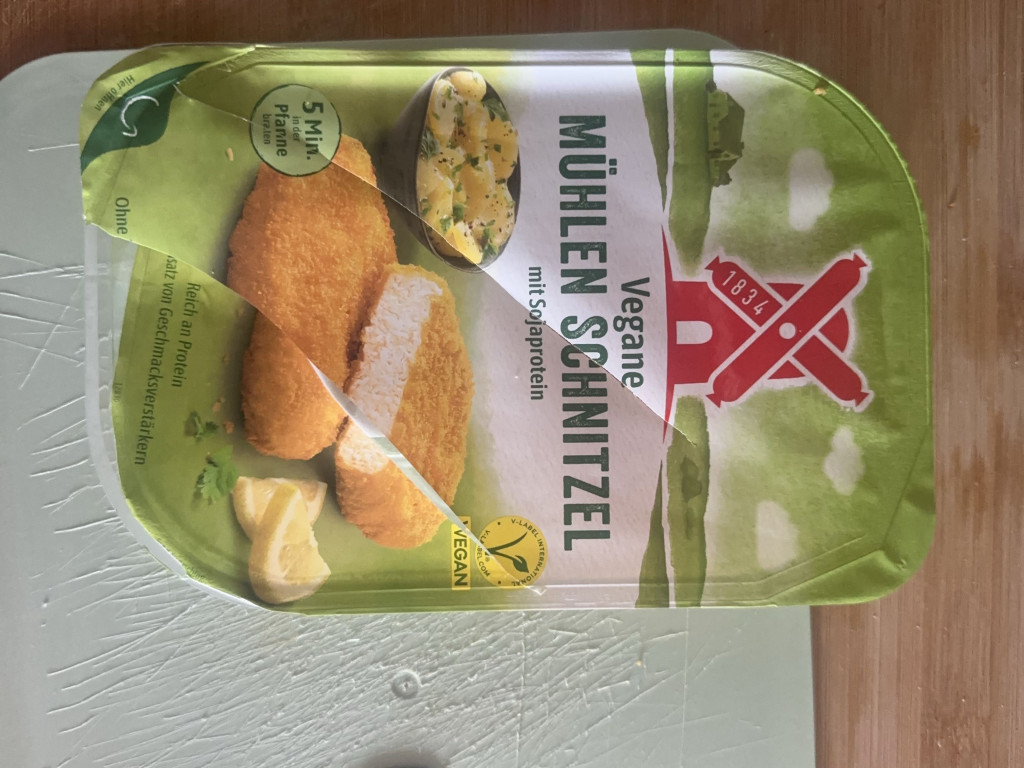 1834
Vegane
MÜHLEN SCHNITZEL
mit Sojaprotein
V-LABEL INTERNATIONAL
VEGAN
5 Min.
in der
Pfanne
braten
Reich an Protein
Ohne
satz von Geschmacksverstärkern
Hier öffnen